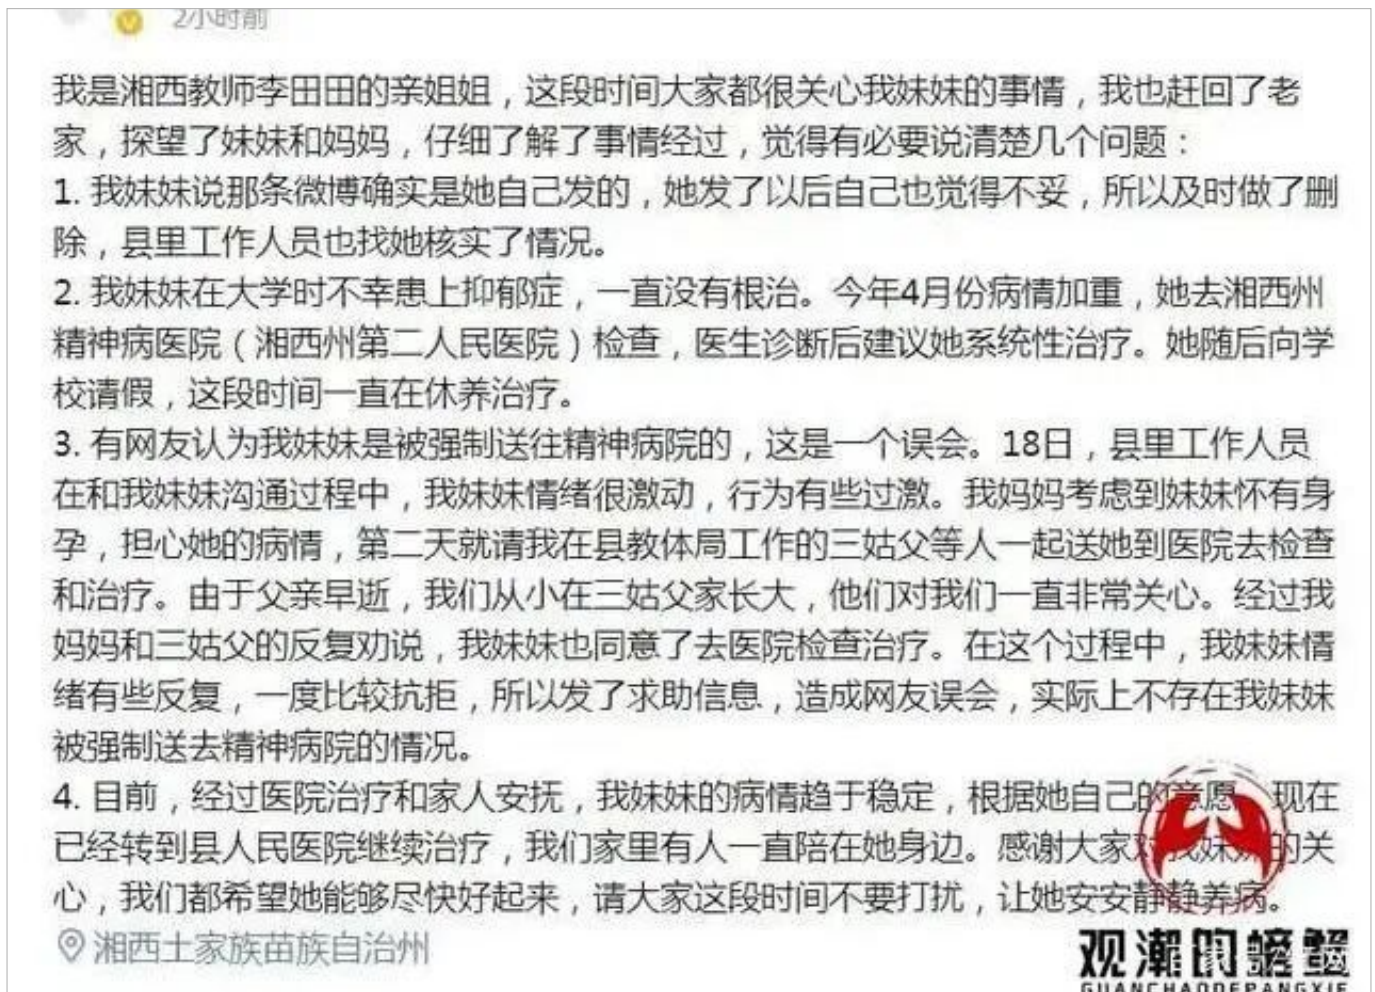 2小时前
我是湘西教师李田田的亲姐姐，这段时间大家都很关心我妹妹的事情，我也赶回了老
家，探望了妹妹和妈妈，仔细了解了事情经过，觉得有必要说清楚几个问题：
1. 我妹妹说那条微博确实是她自己发的，她发了以后自己也觉得不妥，所以及时做了删
除，县里工作人员也找她核实了情况。
2. 我妹妹在大学时不幸患上抑郁症，一直没有根治。今年4月份病情加重，她去湘西州
精神病医院（湘西州第二人民医院）检查，医生诊断后建议她系统性治疗。她随后向学
校请假，这段时间一直在休养治疗。
3. 有网友认为我妹妹是被强制送往精神病院的，这是一个误会。18日，县里工作人员
在和我妹妹沟通过程中，我妹妹情绪很激动，行为有些过激。我妈妈考虑到妹妹怀有身
孕，担心她的病情，第二天就请我在县教体局工作的三姑父等人一起送她到医院去检查
和治疗。由于父亲早逝，我们从小在三姑父家长大，他们对我们一直非常关心。经过我
妈妈和三姑父的反复劝说，我妹妹也同意了去医院检查治疗。在这个过程中，我妹妹情
绪有些反复，一度比较抗拒，所以发了求助信息，造成网友误会，实际上不存在我妹妹
被强制送去精神病院的情况。
4. 目前，经过医院治疗和家人安抚，我妹妹的病情趋于稳定，根据她自己的意愿，现在
已经转到县人民医院继续治疗，我们家里有人一直陪在她身边。感谢大家对我妹妹的关
心，我们都希望她能够尽快好起来，请大家这段时间不要打扰，让她安安静静养病。
湘西土家族苗族自治州
观潮的螃蟹
GUANCHAODEPANGXIE